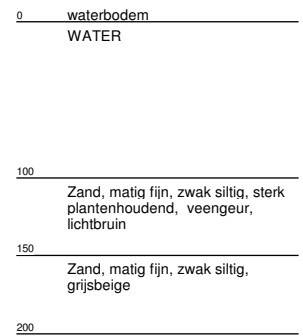 0 waterbodem
WATER
100
Zand, matig fijn, zwak siltig, sterk
plantenhoudend, veengeur,
lichtbruin
150
Zand, matig fijn, zwak siltig,
grijsbeige
200